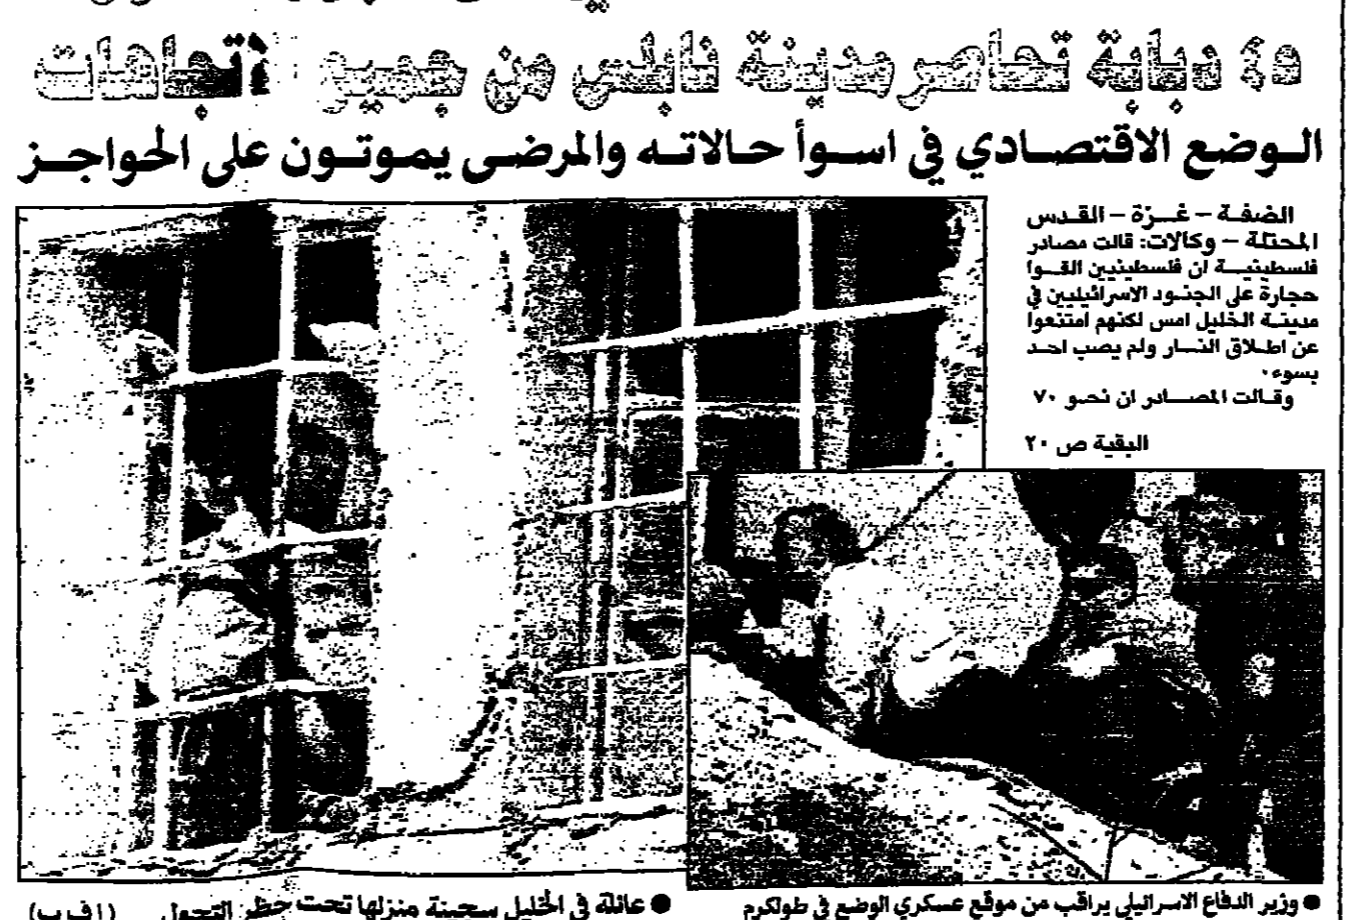 ٤٥ دبابة تحاصر مدينة نابلس من جميع الاتجاهات
الوضع الاقتصادي في اسوأ حالاته والمرضى يموتون على الحواجز
الضفة - غزة - القدس
المحتلة - وكالات: قالت مصادر
فلسطينية ان فلسطينيين القوا
حجارة على الجنود الاسرائيليين في
مدينة الخليل امس لكنهم امتنعوا
عن اطلاق النار ولم يصب احد
بسوء.
وقالت المصادر ان نحو ٧٠
البقية ص ٢٠
● وزير الدفاع الاسرائيلي يراقب من موقع عسكري الوضع في طولكرم
● عائلة في الخليل سجينة منزلها تحت حظر التجول (أ ف ب)